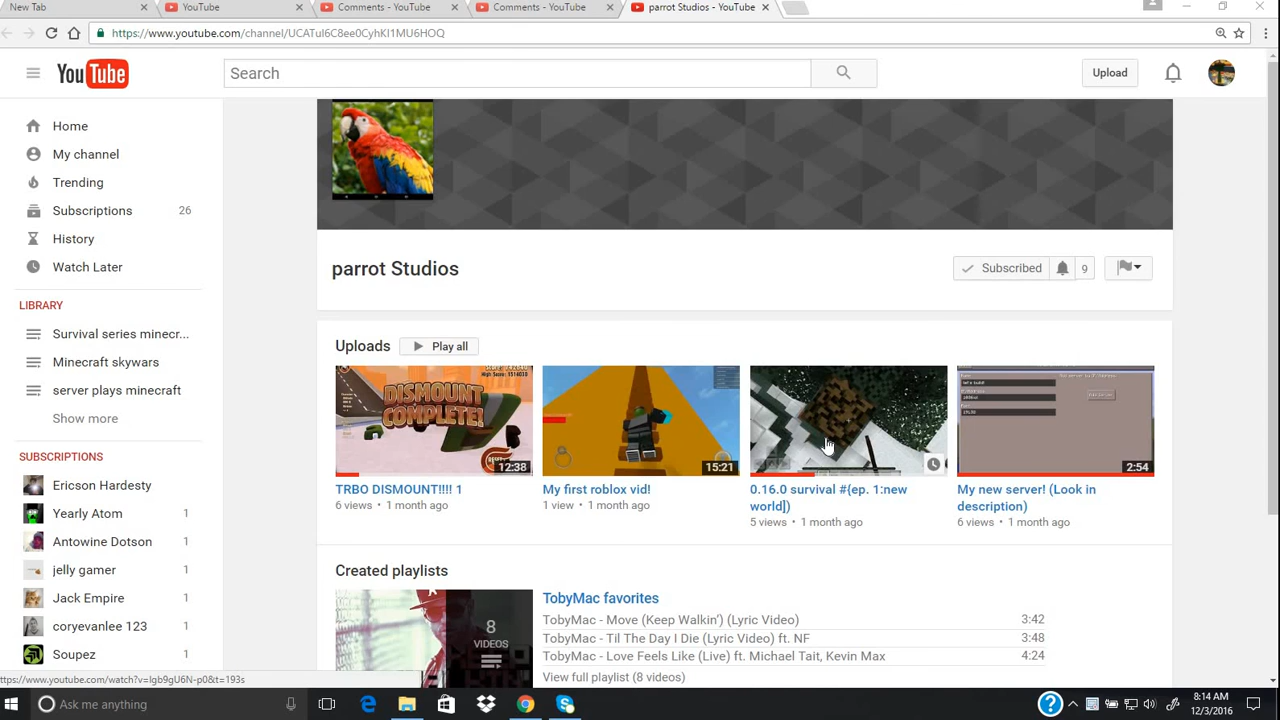 New Tab
YouTube
Comments - YouTube
Comments - YouTube
parrot Studios - YouTube
https://www.youtube.com/channel/UCATul6C8ee0CyhKI1MU6HOQ
YouTube
Search
Upload
Home
My channel
Trending
Subscriptions 26
History
Watch Later
LIBRARY
Survival series minecr...
Minecraft skywars
server plays minecraft
Show more
SUBSCRIPTIONS
Ericson Hardesty
Yearly Atom 1
Antowine Dotson 1
jelly gamer 1
Jack Empire 1
coryevanlee 123 1
Soupez 1
parrot Studios
Subscribed 9
Uploads Play all
DISMOUNT COMPLETE!
12:38
15:21
2:54
TRBO DISMOUNT!!!! 1
6 views • 1 month ago
My first roblox vid!
1 view • 1 month ago
0.16.0 survival #{ep. 1:new
world])
5 views • 1 month ago
My new server! (Look in
description)
6 views • 1 month ago
Created playlists
8
VIDEOS
TobyMac favorites
TobyMac - Move (Keep Walkin') (Lyric Video) 3:42
TobyMac - Til The Day I Die (Lyric Video) ft. NF 3:48
TobyMac - Love Feels Like (Live) ft. Michael Tait, Kevin Max 4:24
View full playlist (8 videos)
ttps://www.youtube.com/watch?v=lgb9gU6N-p0&t=193s
Ask me anything
8:14 AM
12/3/2016